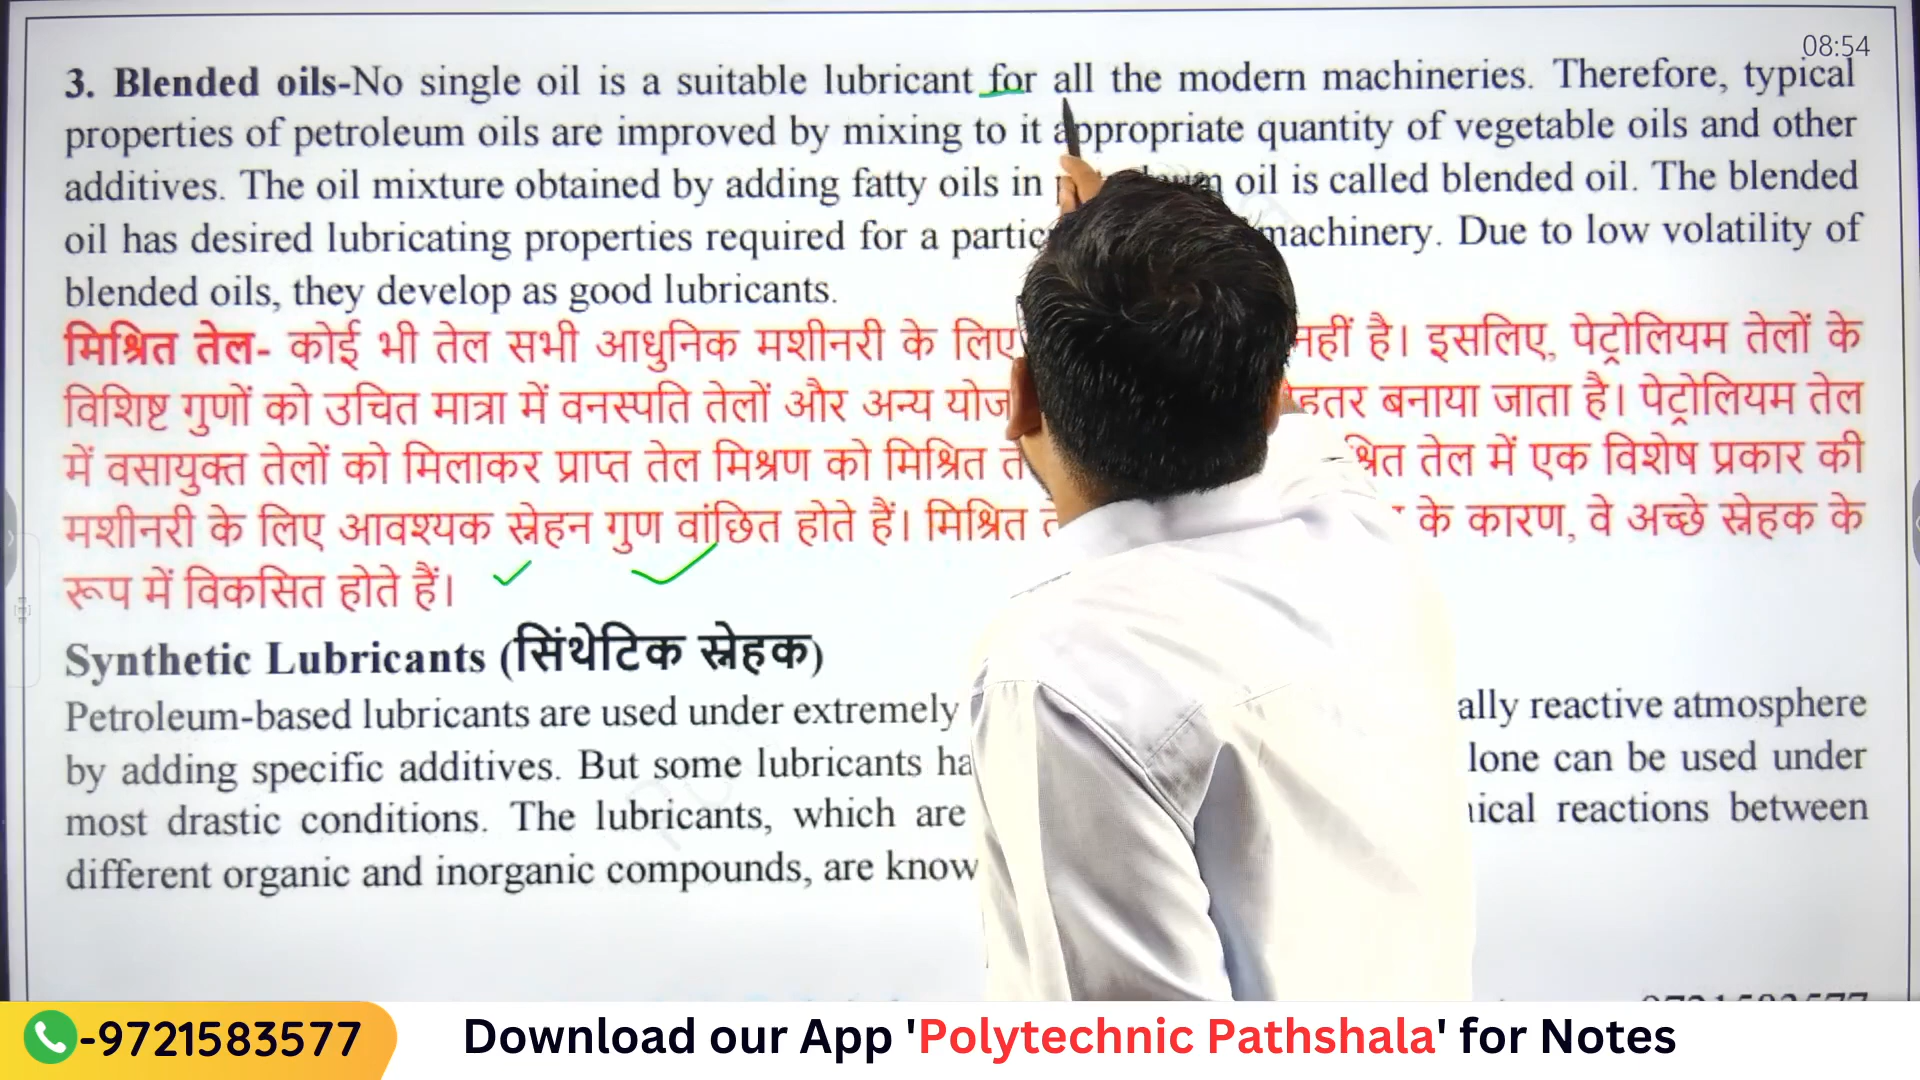 08:54
3. Blended oils-No single oil is a suitable lubricant for all the modern machineries. Therefore, typical
properties of petroleum oils are improved by mixing to it appropriate quantity of vegetable oils and other
additives. The oil mixture obtained by adding fatty oils in oil is called blended oil. The blended
oil has desired lubricating properties required for a machinery. Due to low volatility of
blended oils, they develop as good lubricants.
मिश्रित तेल- कोई भी तेल सभी आधुनिक मशीनरी के लिए नहीं है। इसलिए, पेट्रोलियम तेलों के
विशिष्ट गुणों को उचित मात्रा में वनस्पति तेलों और अन्य बनाया जाता है। पेट्रोलियम तेल
में वसायुक्त तेलों को मिलाकर प्राप्त तेल मिश्रण को मिश्रित तेल में एक विशेष प्रकार की
मशीनरी के लिए आवश्यक स्नेहन गुण वांछित होते हैं। मिश्रित के कारण, वे अच्छे स्नेहक के
रूप में विकसित होते हैं।
Synthetic Lubricants (सिंथेटिक स्नेहक)
Petroleum-based lubricants are used under extremely reactive atmosphere
by adding specific additives. But some lubricants can be used under
most drastic conditions. The lubricants, which are reactions between
different organic and inorganic compounds, are
-9721583577
Download our App 'Polytechnic Pathshala' for Notes